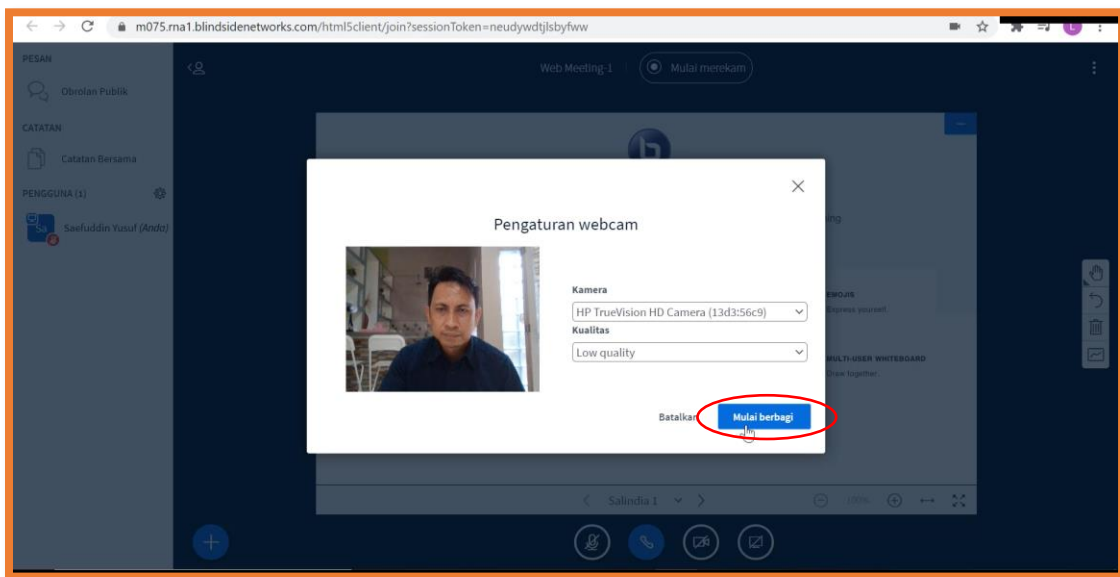 m075.rna1.blindsidenetworks.com/html5client/join?sessionToken=neudywdtjlsbyfww
PESAN
Obrolan Publik
CATATAN
Catatan Bersama
PENGGUNA (1)
Sa
Saefuddin Yusuf (Anda)
Web Meeting-1
Mulai merekam
b
Pengaturan webcam
Kamera
HP TrueVision HD Camera (13d3:56c9)
Kualitas
Low quality
Batalkan
Mulai berbagi
EMOJIS
Express yourself.
MULTI-USER WHITEBOARD
Draw together.
Salindia 1
100%